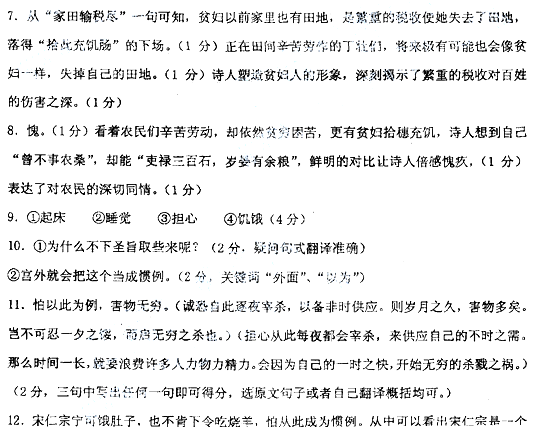 7．从“家田输税尽”一句可知，贫妇以前家里也有田地，是繁重的税收使她失去了田地，
落得“拾此充饥肠”的下场。（1 分）正在田间辛苦劳作的丁壮们，将来极有可能也会像贫
妇一样，失掉自己的田地。（1 分）诗人塑造贫妇人的形象，深刻揭示了繁重的税收对百姓
的伤害之深。（1 分）
8．愧。（1 分）看着农民们辛苦劳动，却依然贫穷困苦，更有贫妇拾穗充饥，诗人想到自己
“曾不事农桑”，却能“吏禄三百石，岁晏有余粮”，鲜明的对比让诗人倍感愧疚，（1 分）
表达了对农民的深切同情。（1 分）
9．①起床 ②睡觉 ③担心 ④饥饿（4 分）
10．①为什么不下圣旨取些来呢？（2 分，疑问句式翻译准确）
②宫外就会把这个当成惯例。（2 分，关键词“外面”、“以为”）
11．怕以此为例，害物无穷。（诚恐自此逐夜宰杀，以备非时供应。则岁月之久，害物多矣。
岂不可忍一夕之馁，而启无穷之杀也。）（担心从此每夜都会宰杀，来供应自己的不时之需。
那么时间一长，就要浪费许多人力物力精力。会因为自己的一时之快，开始无穷的杀戮之祸。）
（2 分，三句中写出任何一句即可得分，选原文句子或者自己翻译概括均可。）
12．宋仁宗宁可饿肚子，也不肯下令吃烧羊，怕从此成为惯例。从中可以看出宋仁宗是一个